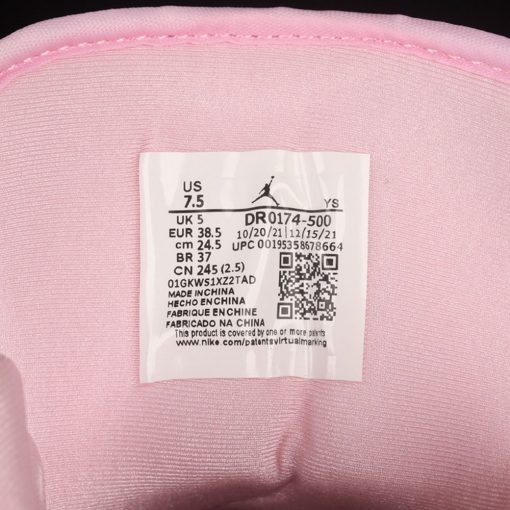 US
7.5
YS
UK 5
EUR 38.5
cm 24.5
BR 37
CN 245 (2.5)
DR0174-500
10/20/21|12/15/21
UPC 00195358678664
01GKWS1XZ2TAD
MADE IN CHINA
HECHO EN CHINA
FABRIQUE EN CHINE
FABRICADO NA CHINA
This product is covered by one or more patents
www.nike.com/patentsvirtualmarking